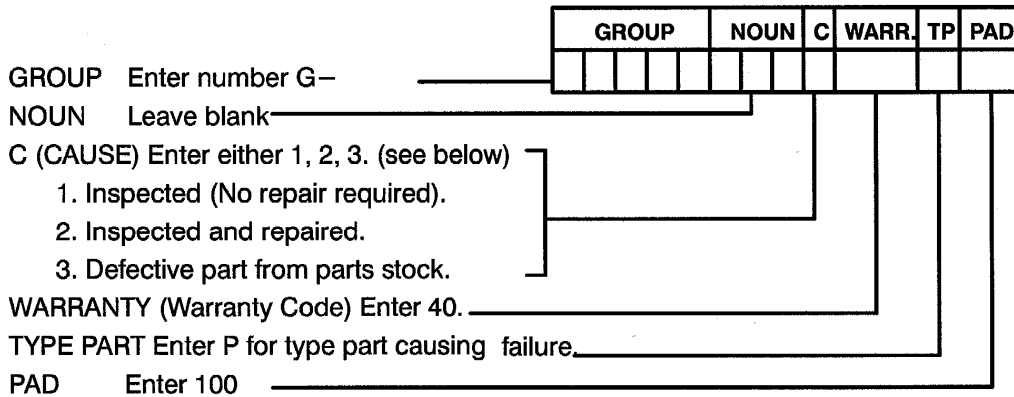 GROUP NOUN C WARR. TP PAD
GROUP Enter number G–
NOUN Leave blank
C (CAUSE) Enter either 1, 2, 3. (see below)
1. Inspected (No repair required).
2. Inspected and repaired.
3. Defective part from parts stock.
WARRANTY (Warranty Code) Enter 40.
TYPE PART Enter P for type part causing failure.
PAD Enter 100